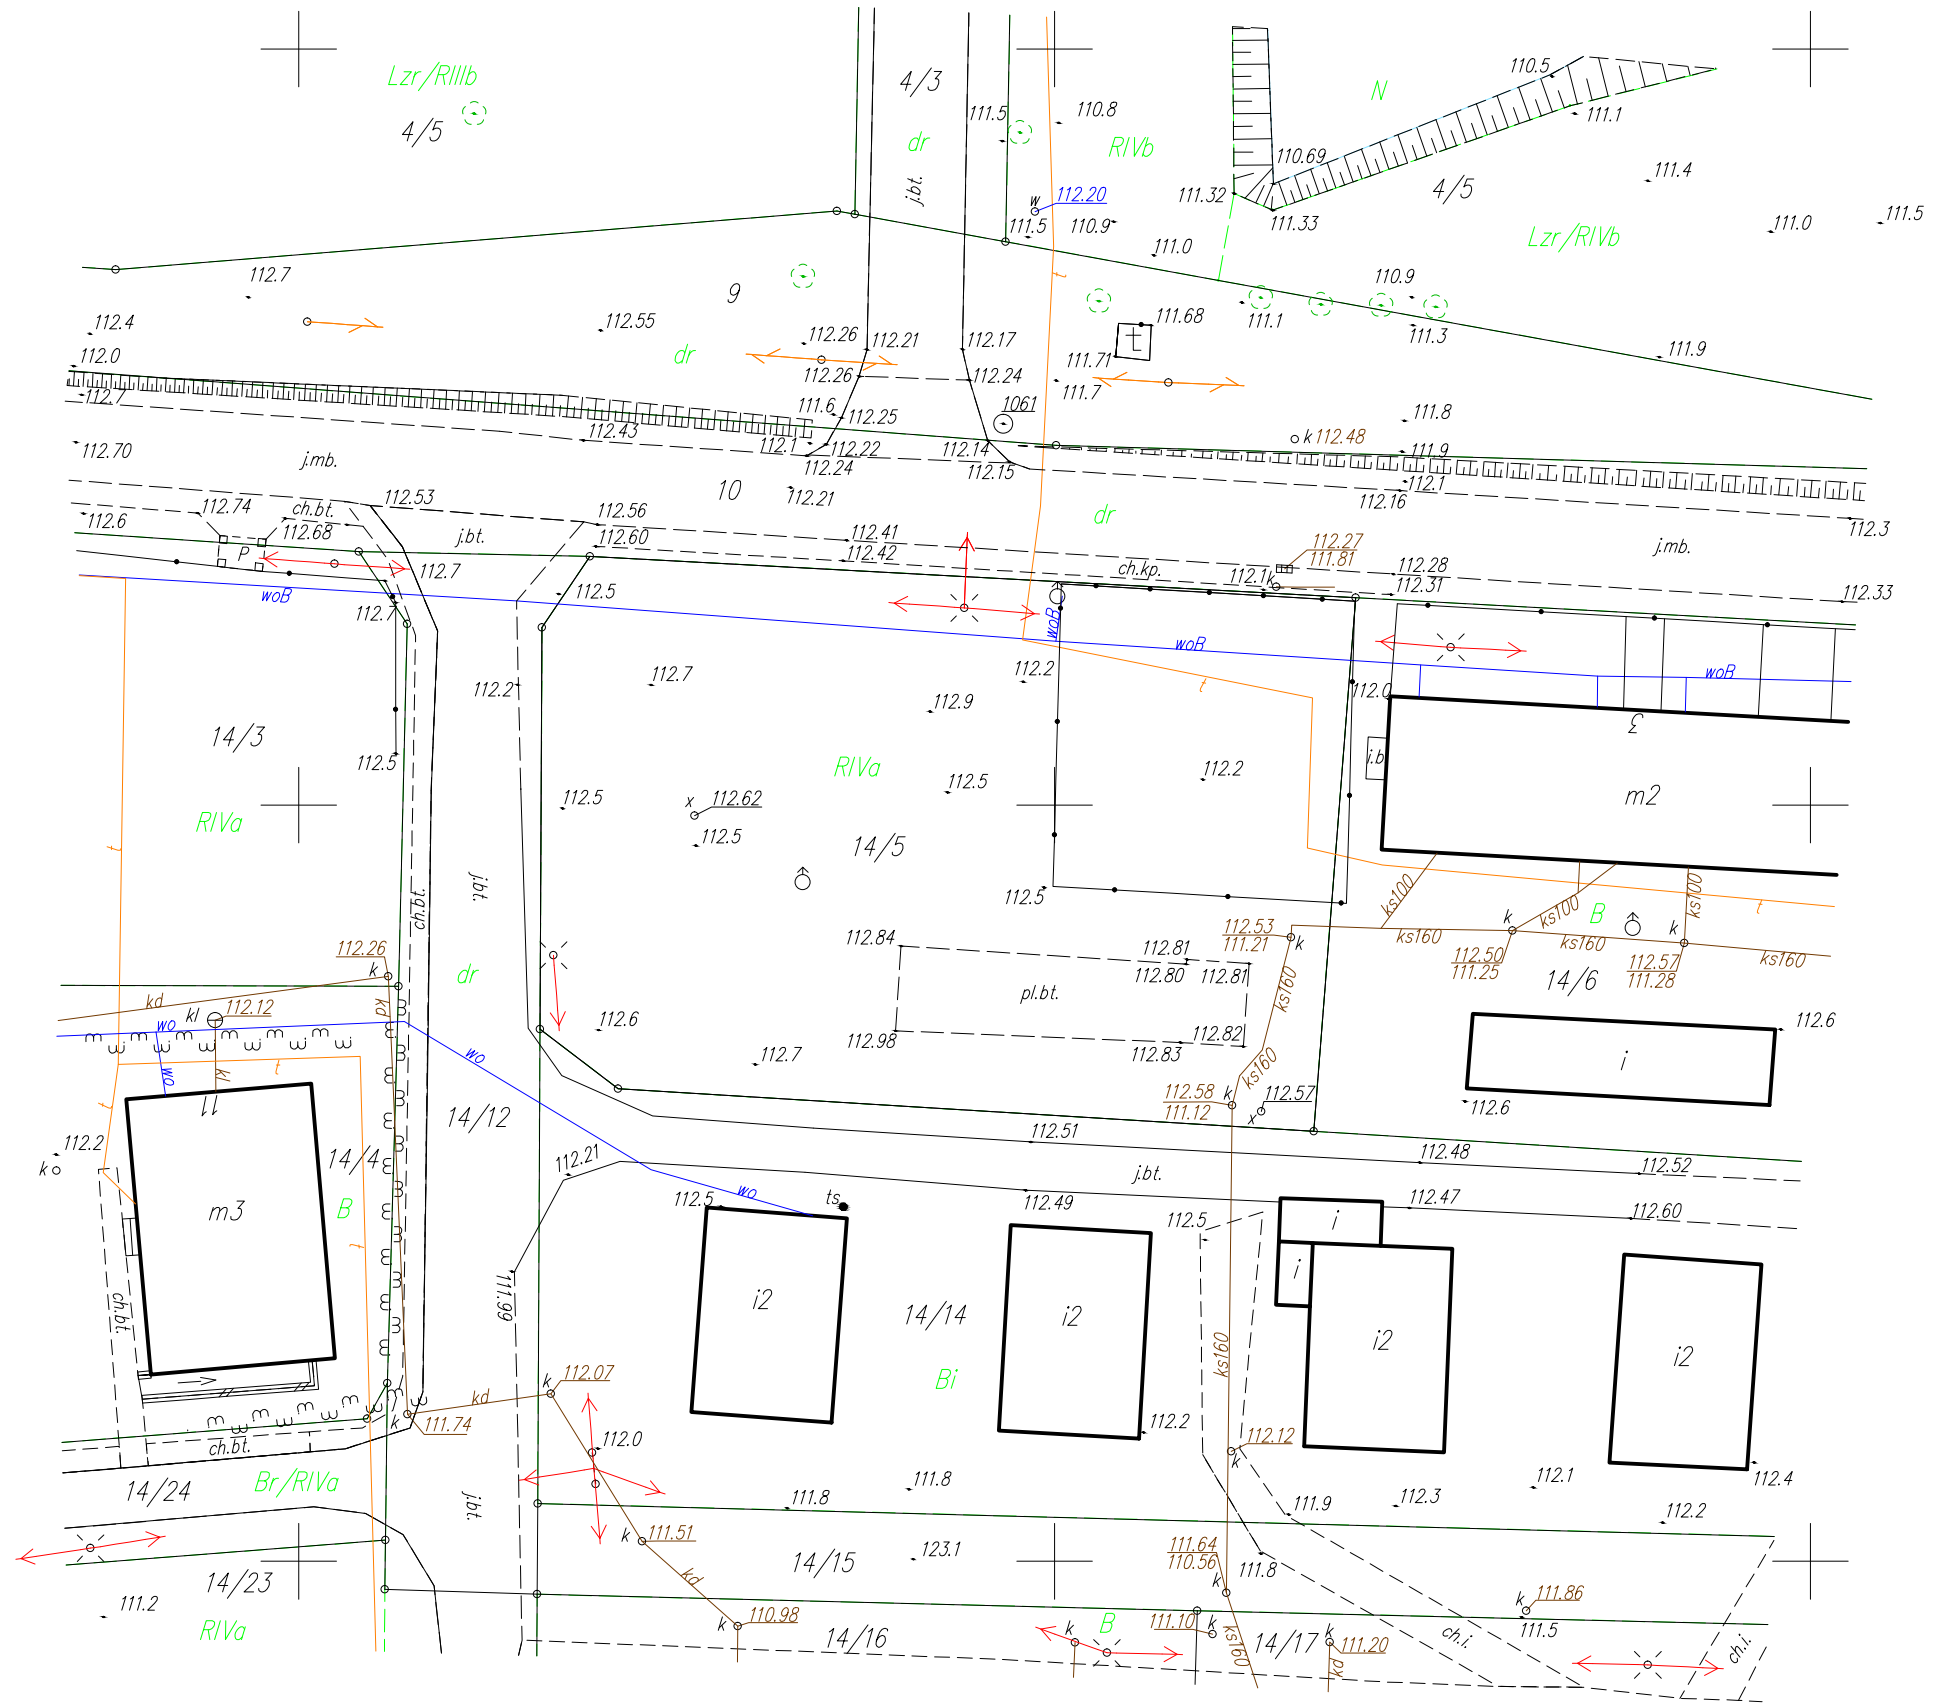 Lzr/RIIIb
4/5
4/3
dr
j.bt.
111.5
110.8
RIVb
N
110.5
111.1
110.69
4/5
111.4
111.32
111.33
w
112.20
111.5
110.9
111.0
Lzr/RIVb
111.0
111.5
112.7
9
110.9
112.4
112.55
112.26
112.21
112.17
t
111.68
t
111.1
111.3
112.0
dr
112.26
112.24
111.71
111.7
111.9
112.7
111.6
112.25
1061
111.8
112.70
112.43
112.1
112.22
112.24
112.14
112.15
k 112.48
111.9
j.mb.
10
112.21
112.1
112.16
112.53
112.74
ch.bt.
112.6
112.68
P
j.bt.
112.56
112.60
112.41
112.42
dr
112.3
112.27
111.81
j.mb.
112.7
ch.kp.
112.1
k
112.28
112.31
112.33
woB
112.7
112.5
woB
woB
woB
112.2
112.7
112.2
t
112.0
112.9
14/3
112.5
3
i.b
RIVa
112.2
m2
RIVa
112.5
x
112.62
112.5
112.5
t
14/5
j.bt.
ch.bt.
112.5
ks100
ks100
ks100
B
t
112.84
112.81
112.80
112.81
112.53
111.21
k
ks160
k
ks160
k
ks160
112.50
111.25
112.57
111.28
14/6
112.26
k
dr
pl.bt.
ks160
kd
kl
112.12
kd
wo
112.6
112.98
112.83
112.82
112.6
wo
112.7
ks160
i
t
wo
kl
t
11
112.58
111.12
k
112.57
x
112.6
14/12
112.51
112.2
k
14/4
112.21
112.48
112.52
j.bt.
m3
B
t
112.5
wo
ts
112.49
112.5
i
112.47
112.60
111.99
i
ch.bt.
i2
14/14
i2
i2
i2
ks160
Bi
k
112.07
kd
k
111.74
ch.bt.
112.0
112.2
112.12
k
14/24
Br/RIVa
j.bt.
111.8
111.8
111.9
112.3
112.1
112.4
112.2
k
111.51
14/15
123.1
111.64
110.56
111.8
14/23
kd
k
k
111.86
111.2
RIVa
k
110.98
14/16
k
B
111.10
ks160
14/17
k
111.20
kd
ch.i.
111.5
ch.i.